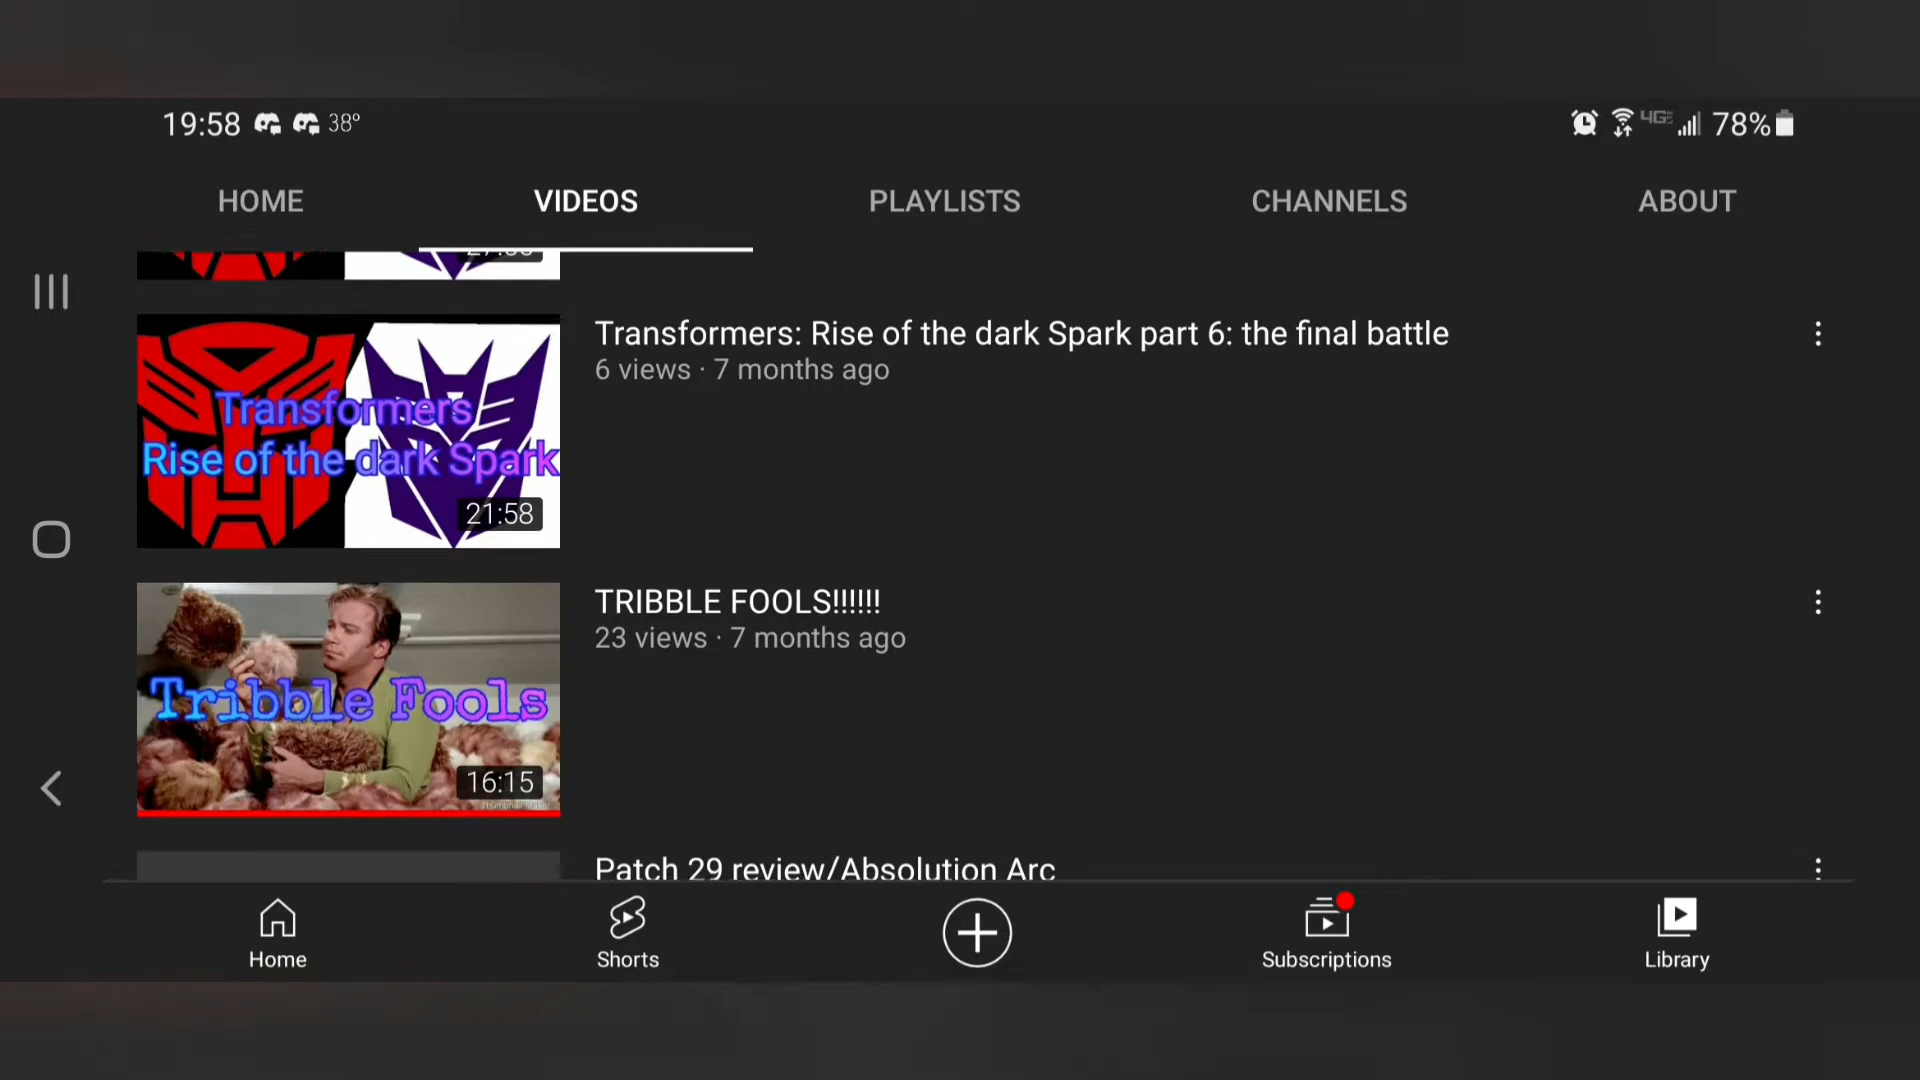 19:58 38° 4G 78%
HOME VIDEOS PLAYLISTS CHANNELS ABOUT
Transformers: Rise of the dark Spark part 6: the final battle
6 views · 7 months ago
Transformers
Rise of the dark Spark
21:58
TRIBBLE FOOLS!!!!!!
23 views · 7 months ago
Tribble Fools
16:15
Patch 29 review/Absolution Arc
Home Shorts Subscriptions Library